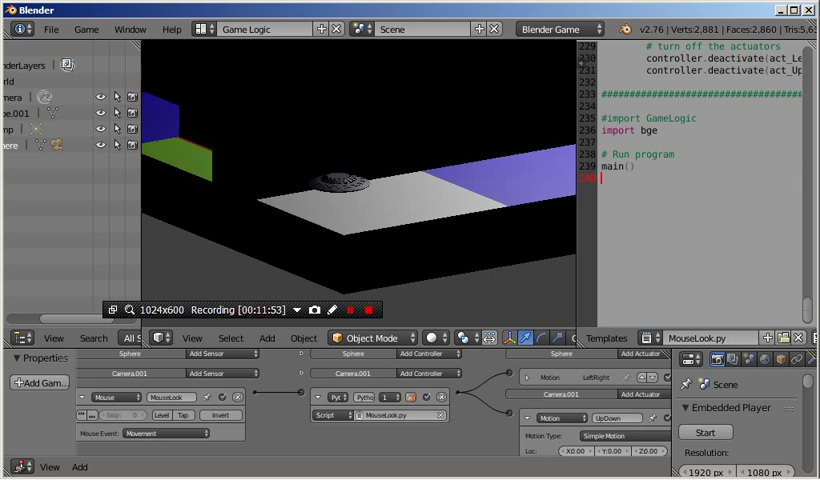 Blender
File Game Window Help Game Logic Scene Blender Game v2.76 | Verts:2,881 | Faces:2,860 | Tris:5,6
nderLayers
rld
mera
be.001
mp
here
229 # turn off the actuators
230 controller.deactivate(act_Le
231 controller.deactivate(act_Up
232
233 ##################################
234
235 #import GameLogic
236 import bge
237
238 # Run program
239 main()
240
1024x600 Recording [00:11:53]
View Search All S View Select Add Object Object Mode Templates MouseLook.py
Properties
Add Gam...
Sphere Add Sensor Sphere Add Controller Sphere Add Actuator
Camera.001 Add Sensor Camera.001 Add Controller Motion LeftRight
Camera.001 Add Actuator
Mouse MouseLook Pyt Pytho 1 Motion UpDown
Skip: 0 Level Tap Invert Script MouseLook.py
Mouse Event: Movement Motion Type: Simple Motion
Loc: X:0.00 Y:0.00 Z:0.00
Scene
Embedded Player
Start
Resolution:
1920 px 1080 px
View Add